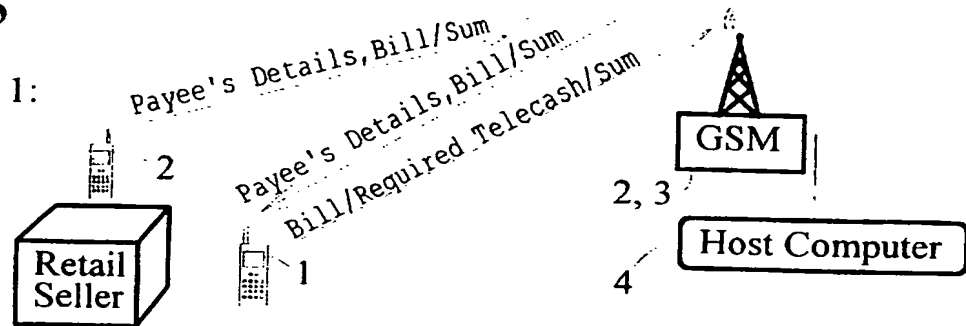 1:
Payee's Details,Bill/Sum
Payee's Details,Bill/Sum
Bill/Required Telecash/Sum
2
1
Retail
Seller
GSM
2, 3
Host Computer
4